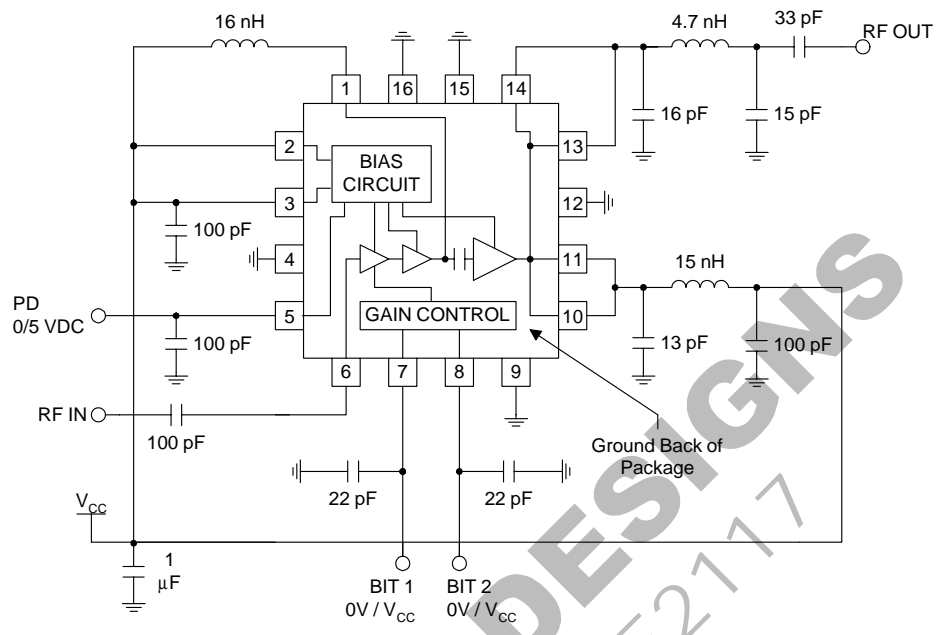 16 nH
4.7 nH
33 pF
RF OUT
1
16
15
14
16 pF
15 pF
2
13
BIAS
CIRCUIT
3
12
100 pF
4
11
15 nH
PD
0/5 VDC
5
GAIN CONTROL
10
100 pF
13 pF
100 pF
6
7
8
9
RF IN
100 pF
Ground Back of
Package
22 pF
22 pF
VCC
1
μF
BIT 1
0V / VCC
BIT 2
0V / VCC
DESIGNS
2117